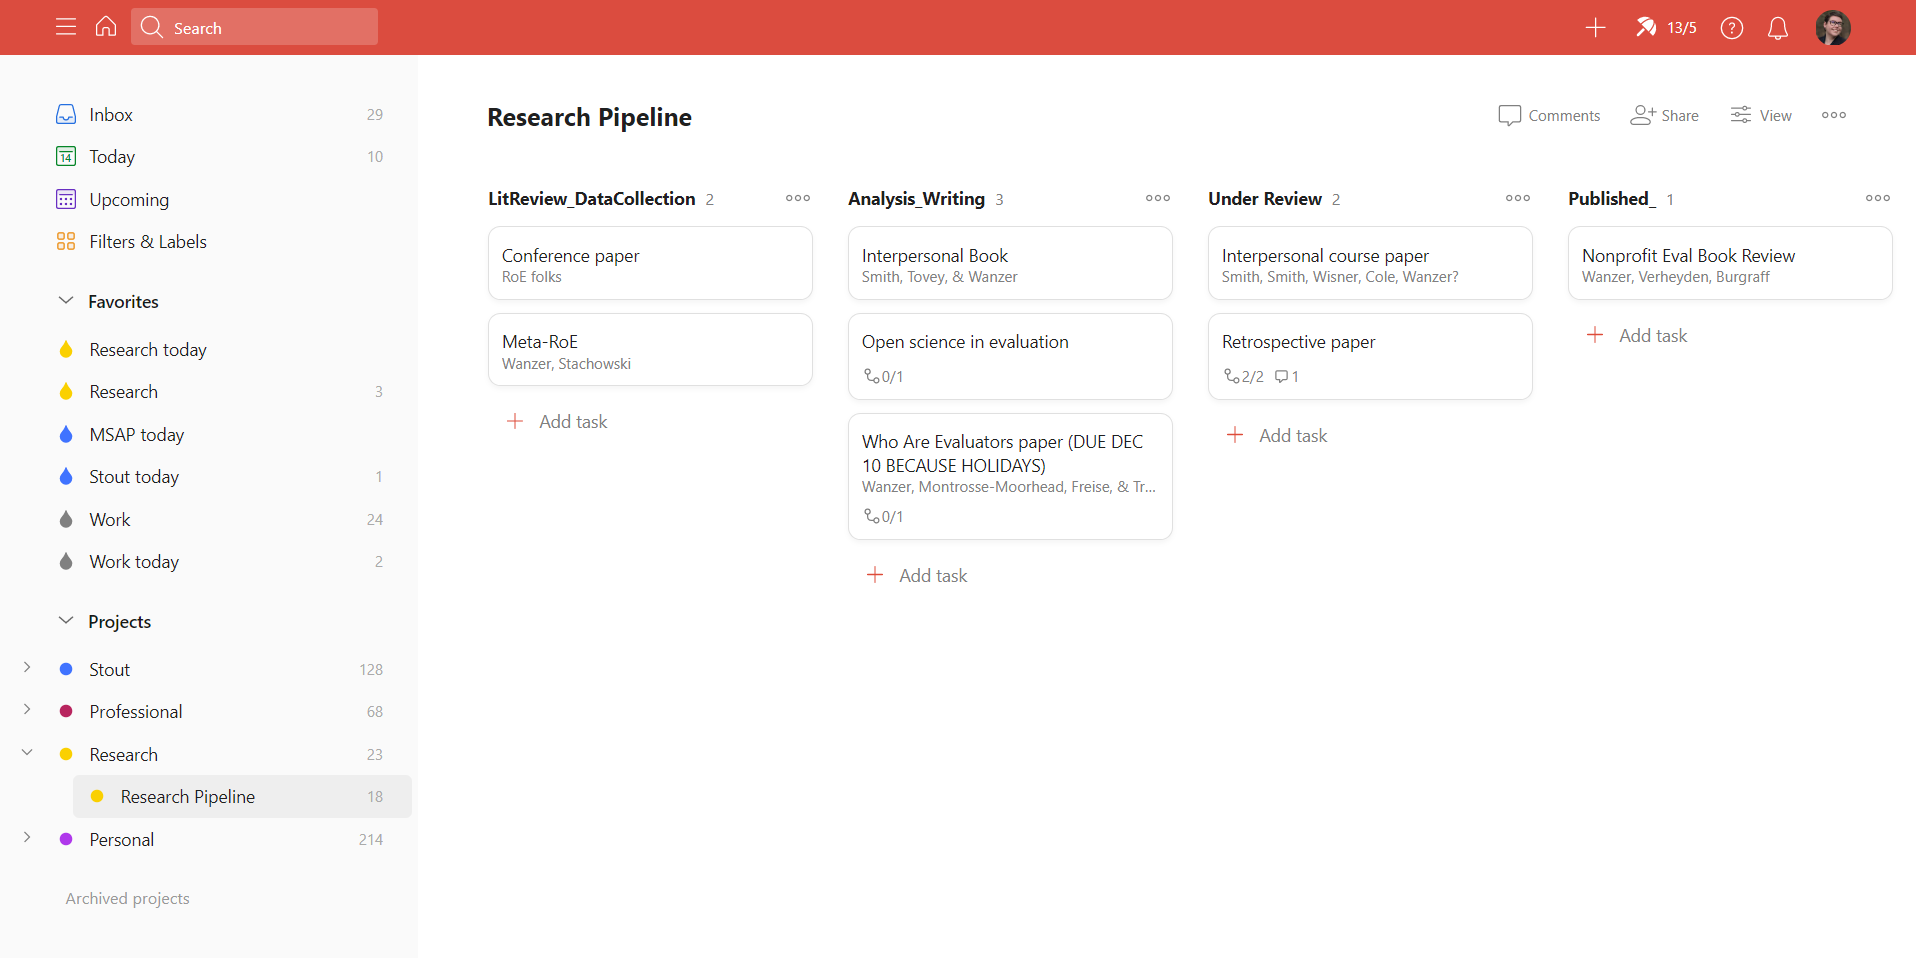 Search
13/5
Inbox 29
14
Today 10
Upcoming
Filters & Labels
Favorites
Research today
Research 3
MSAP today
Stout today 1
Work 24
Work today 2
Projects
Stout 128
Professional 68
Research 23
Research Pipeline 18
Personal 214
Archived projects
Research Pipeline
Comments
Share
View
LitReview_DataCollection 2
Conference paper
RoE folks
Meta-RoE
Wanzer, Stachowski
+ Add task
Analysis_Writing 3
Interpersonal Book
Smith, Tovey, & Wanzer
Open science in evaluation
0/1
Who Are Evaluators paper (DUE DEC
10 BECAUSE HOLIDAYS)
Wanzer, Montrosse-Moorhead, Freise, & Tr...
0/1
+ Add task
Under Review 2
Interpersonal course paper
Smith, Smith, Wisner, Cole, Wanzer?
Retrospective paper
2/2 1
+ Add task
Published_ 1
Nonprofit Eval Book Review
Wanzer, Verheyden, Burgraff
+ Add task